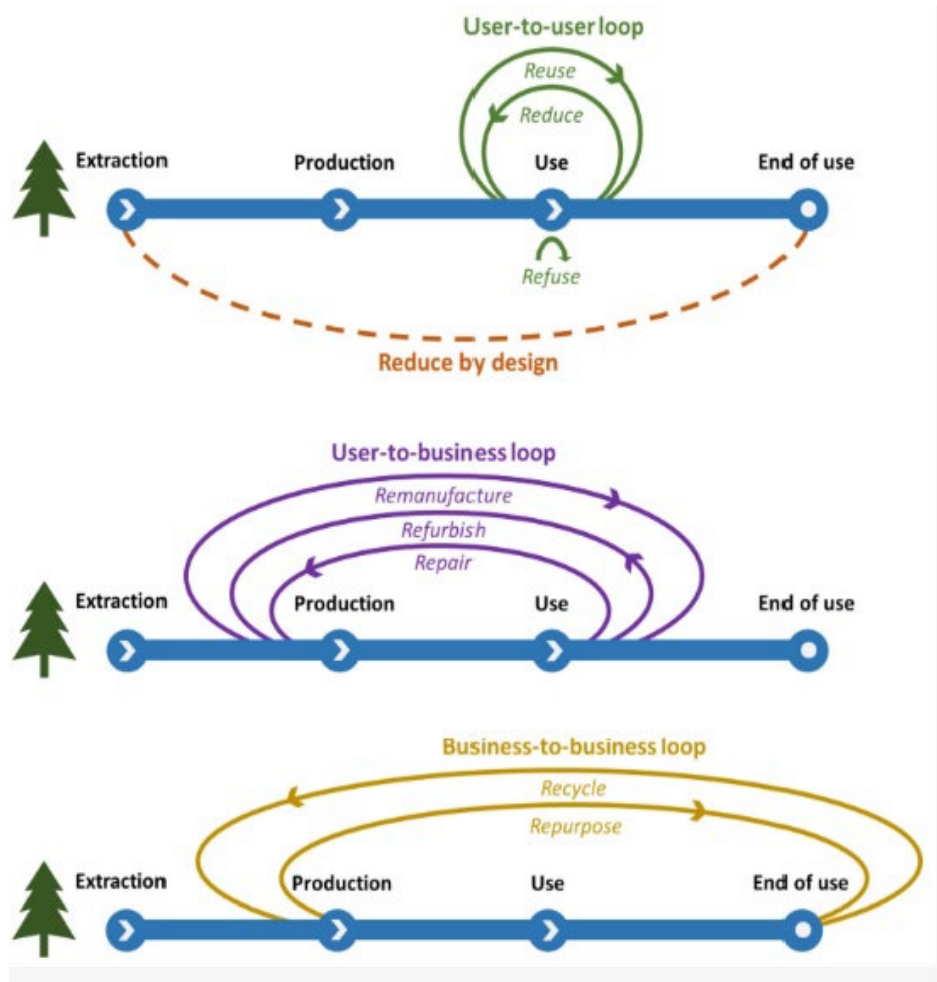 User-to-user loop
Reuse
Reduce
Extraction
Production
Use
End of use
Refuse
Reduce by design
User-to-business loop
Remanufacture
Refurbish
Repair
Extraction
Production
Use
End of use
Business-to-business loop
Recycle
Repurpose
Extraction
Production
Use
End of use